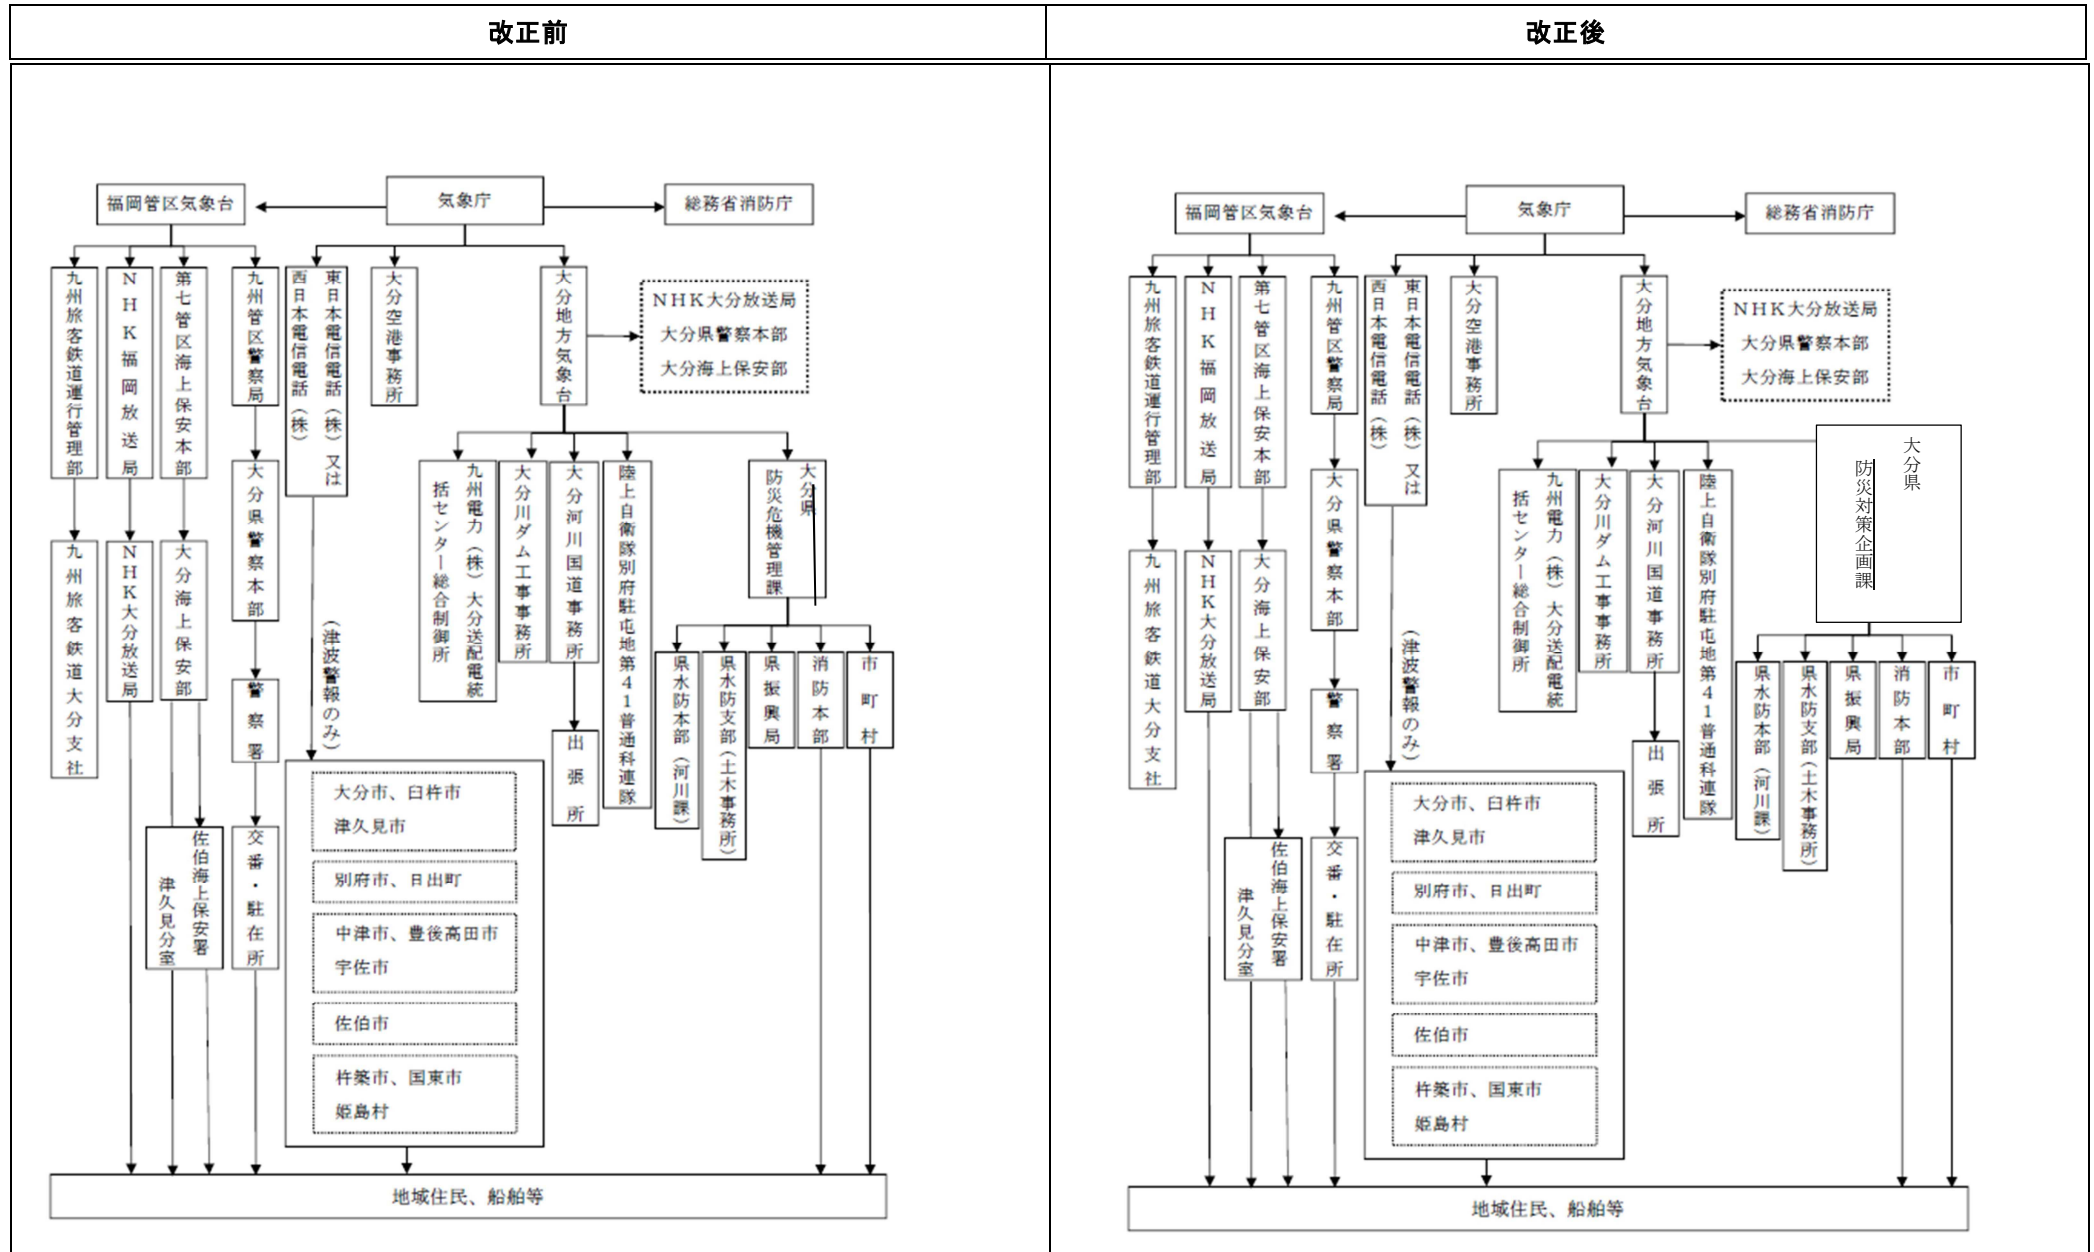 改正前
改正後
気象庁
福岡管区気象台
総務省消防庁
九州旅客鉄道運行管理部
NHK福岡放送局
第七管区海上保安本部
九州管区警察局
東日本電信電話(株)又は
西日本電信電話(株)
大分空港事務所
大分地方気象台
NHK大分放送局
大分県警察本部
大分海上保安部
九州旅客鉄道大分支社
NHK大分放送局
大分海上保安部
大分県警察本部
警察署
(津波警報のみ)
九州電力(株)大分送配電統
括センター総合制御所
大分川ダム工事事務所
大分河川国道事務所
出張所
陸上自衛隊別府駐屯地第41普通科連隊
大分県
防災危機管理課
県水防本部(河川課)
県水防支部(土木事務所)
県振興局
消防本部
市町村
佐伯海上保安署
津久見分室
交番・駐在所
大分市、臼杵市
津久見市
別府市、日出町
中津市、豊後高田市
宇佐市
佐伯市
杵築市、国東市
姫島村
地域住民、船舶等
気象庁
福岡管区気象台
総務省消防庁
九州旅客鉄道運行管理部
NHK福岡放送局
第七管区海上保安本部
九州管区警察局
東日本電信電話(株)又は
西日本電信電話(株)
大分空港事務所
大分地方気象台
NHK大分放送局
大分県警察本部
大分海上保安部
九州旅客鉄道大分支社
NHK大分放送局
大分海上保安部
大分県警察本部
警察署
(津波警報のみ)
九州電力(株)大分送配電統
括センター総合制御所
大分川ダム工事事務所
大分河川国道事務所
出張所
陸上自衛隊別府駐屯地第41普通科連隊
大分県
防災対策企画課
県水防本部(河川課)
県水防支部(土木事務所)
県振興局
消防本部
市町村
佐伯海上保安署
津久見分室
交番・駐在所
大分市、臼杵市
津久見市
別府市、日出町
中津市、豊後高田市
宇佐市
佐伯市
杵築市、国東市
姫島村
地域住民、船舶等